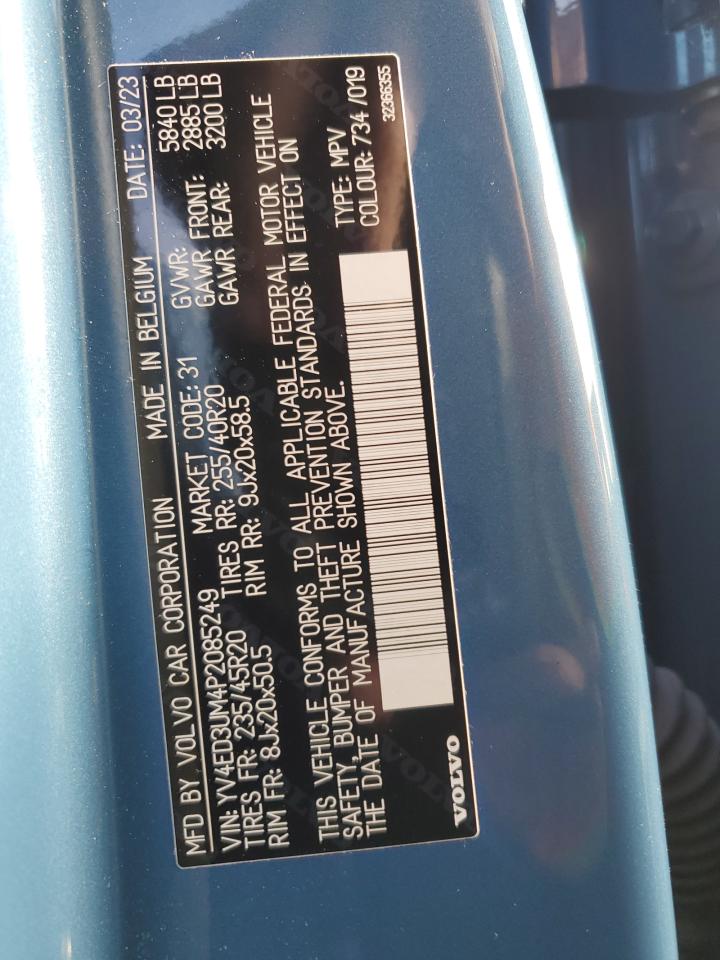 MFD BY VOLVO CAR CORPORATION MADE IN BELGIUM DATE: 03/23
VIN: YV4ED3UM4P2085249 MARKET CODE: 31 GVWR: 5840 LB
TIRES FR: 235/45R20 TIRES RR: 255/40R20 GAWR FRONT: 2885 LB
RIM FR: 8Jx20x50.5 RIM RR: 9Jx20x58.5 GAWR REAR: 3200 LB
THIS VEHICLE CONFORMS TO ALL APPLICABLE FEDERAL MOTOR VEHICLE
SAFETY, BUMPER AND THEFT PREVENTION STANDARDS IN EFFECT ON
THE DATE OF MANUFACTURE SHOWN ABOVE.
TYPE: MPV
COLOUR: 734 /019
32366355
VOLVO